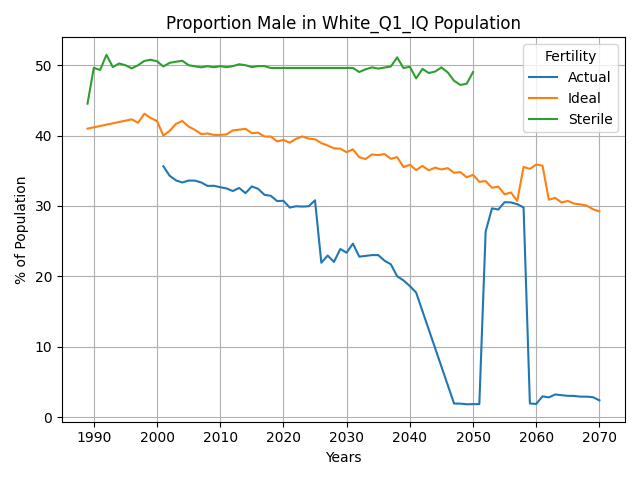 Proportion Male in White_Q1_IQ Population
% of Population
50
40
30
20
10
0
1990 2000 2010 2020 2030 2040 2050 2060 2070
Years
Fertility
Actual
Ideal
Sterile